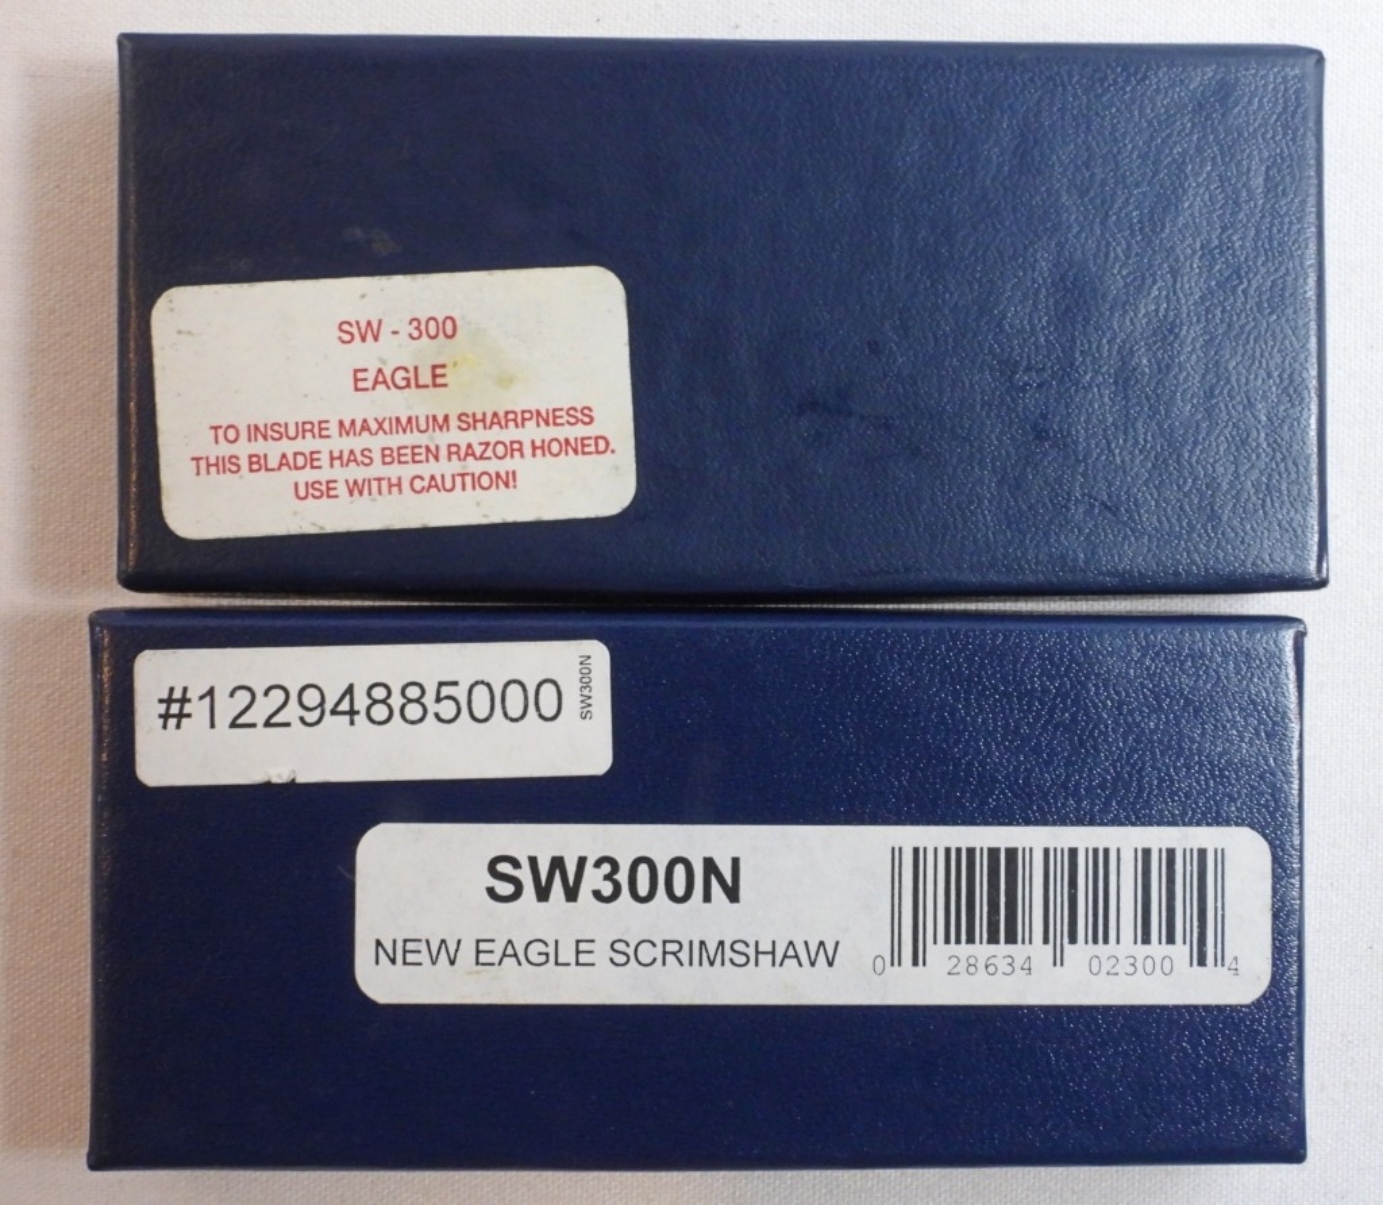 SW - 300
EAGLE
TO INSURE MAXIMUM SHARPNESS
THIS BLADE HAS BEEN RAZOR HONED.
USE WITH CAUTION!
#12294885000
SW300N
SW300N
NEW EAGLE SCRIMSHAW
0 28634 02300 4